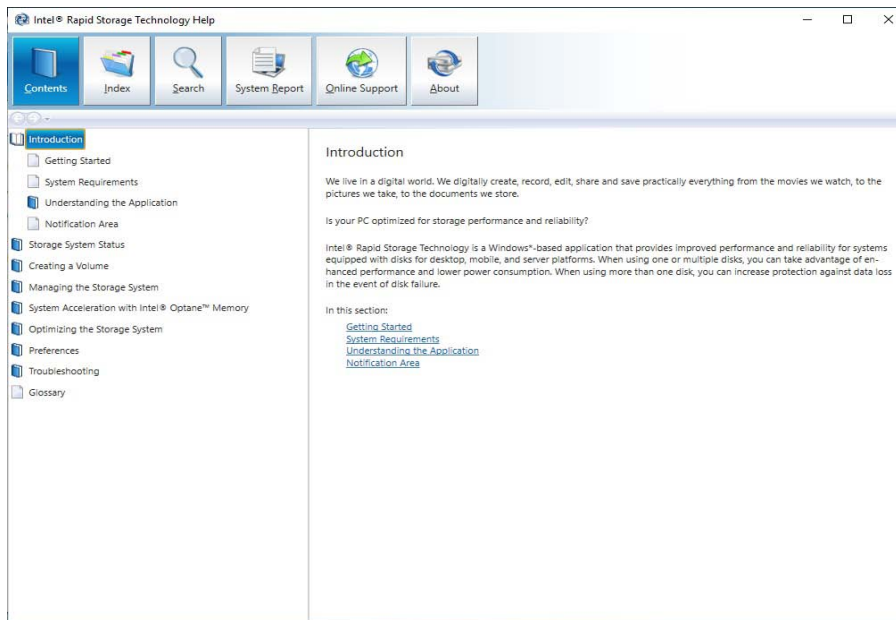 Intel® Rapid Storage Technology Help
Contents
Index
Search
System Report
Online Support
About
Introduction
Getting Started
System Requirements
Understanding the Application
Notification Area
Storage System Status
Creating a Volume
Managing the Storage System
System Acceleration with Intel® Optane™ Memory
Optimizing the Storage System
Preferences
Troubleshooting
Glossary
Introduction
We live in a digital world. We digitally create, record, edit, share and save practically everything from the movies we watch, to the
pictures we take, to the documents we store.
Is your PC optimized for storage performance and reliability?
Intel® Rapid Storage Technology is a Windows*-based application that provides improved performance and reliability for systems
equipped with disks for desktop, mobile, and server platforms. When using one or multiple disks, you can take advantage of en-
hanced performance and lower power consumption. When using more than one disk, you can increase protection against data loss
in the event of disk failure.
In this section:
Getting Started
System Requirements
Understanding the Application
Notification Area